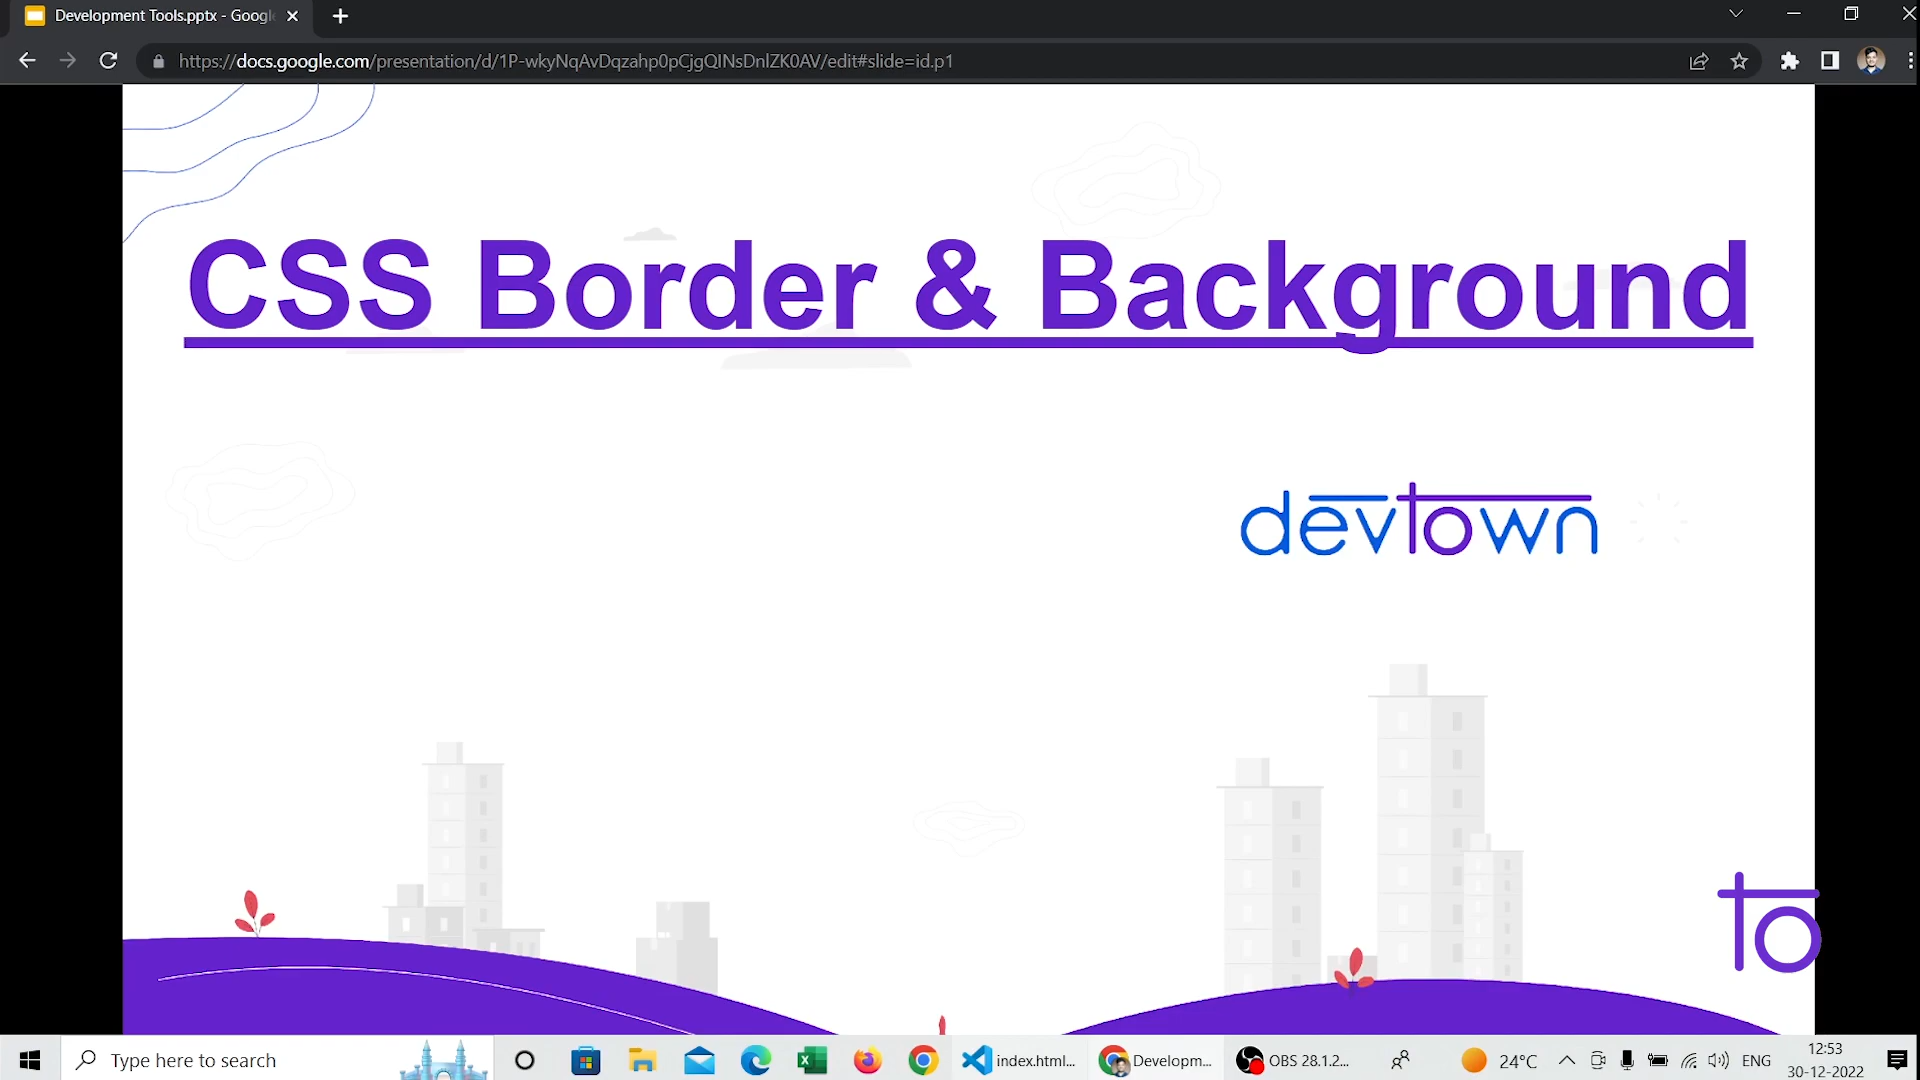 Development Tools.pptx - Googl
https://docs.google.com/presentation/d/1P-wkyNqAvDqzahp0pCjgQINsDnlZK0AV/edit#slide=id.p1
CSS Border & Background
devtown
to
Type here to search
index.html...
Developm...
OBS 28.1.2...
24°C
ENG
12:53
30-12-2022